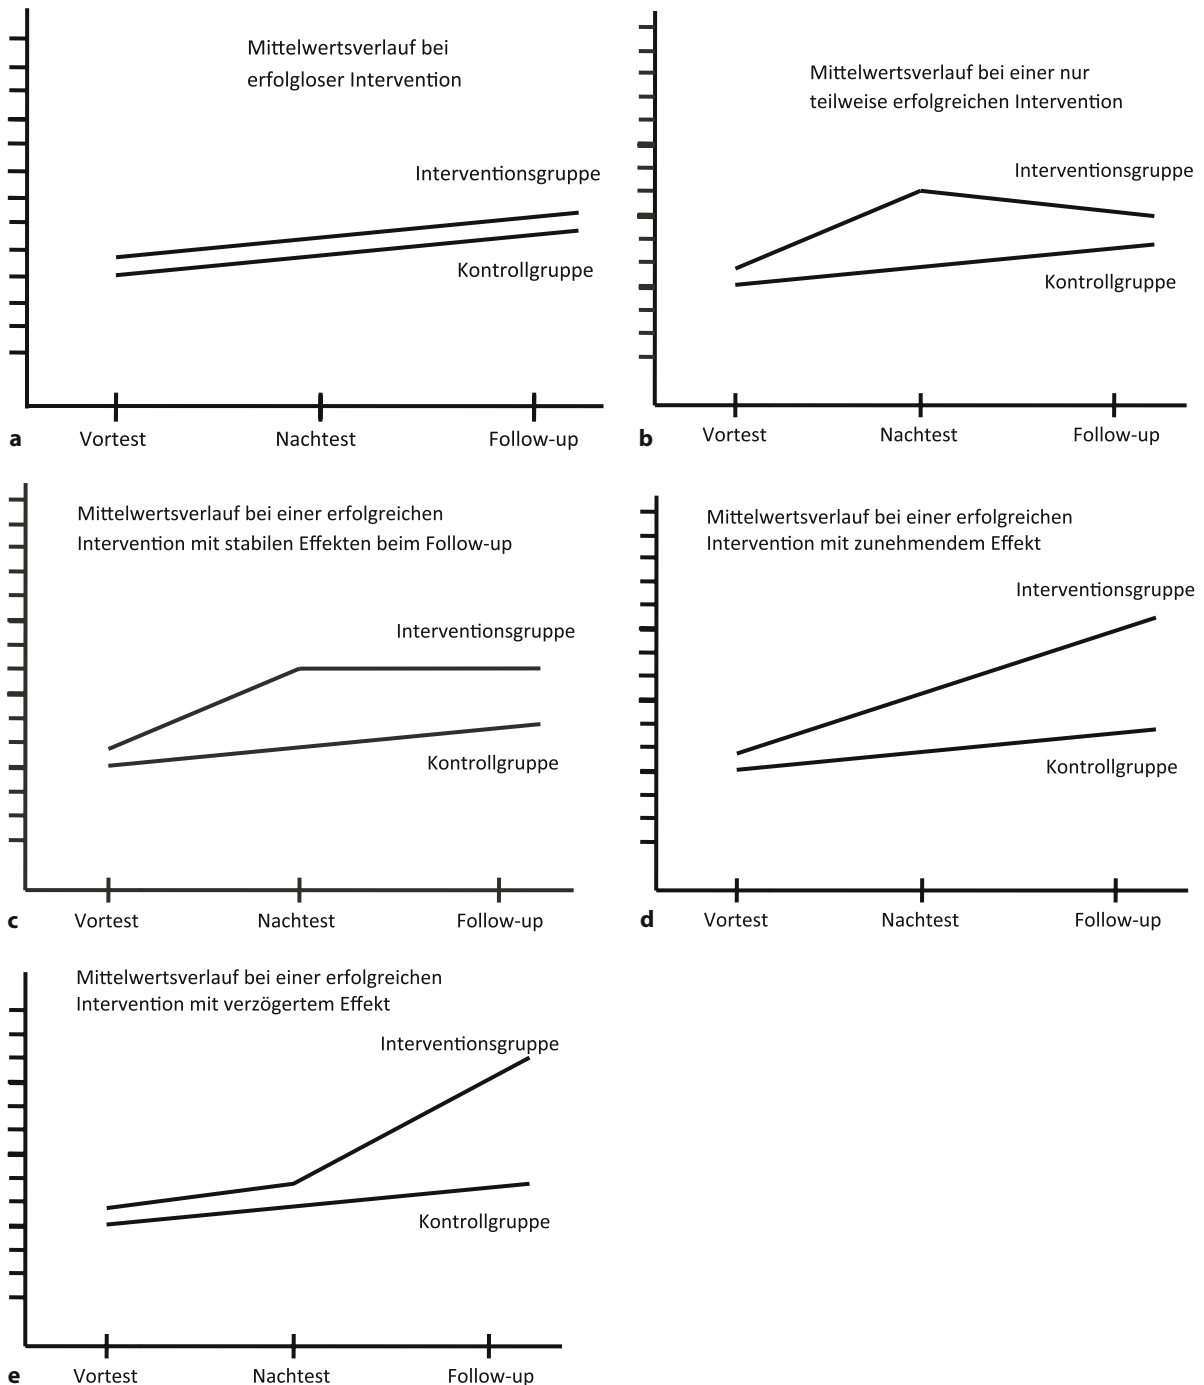 Mittelwertsverlauf bei
erfolgloser Intervention
Interventionsgruppe
Kontrollgruppe
a
Vortest
Nachtest
Follow-up
Mittelwertsverlauf bei einer nur
teilweise erfolgreichen Intervention
Interventionsgruppe
Kontrollgruppe
b
Vortest
Nachtest
Follow-up
Mittelwertsverlauf bei einer erfolgreichen
Intervention mit stabilen Effekten beim Follow-up
Interventionsgruppe
Kontrollgruppe
c
Vortest
Nachtest
Follow-up
Mittelwertsverlauf bei einer erfolgreichen
Intervention mit zunehmendem Effekt
Interventionsgruppe
Kontrollgruppe
d
Vortest
Nachtest
Follow-up
Mittelwertsverlauf bei einer erfolgreichen
Intervention mit verzögertem Effekt
Interventionsgruppe
Kontrollgruppe
e
Vortest
Nachtest
Follow-up